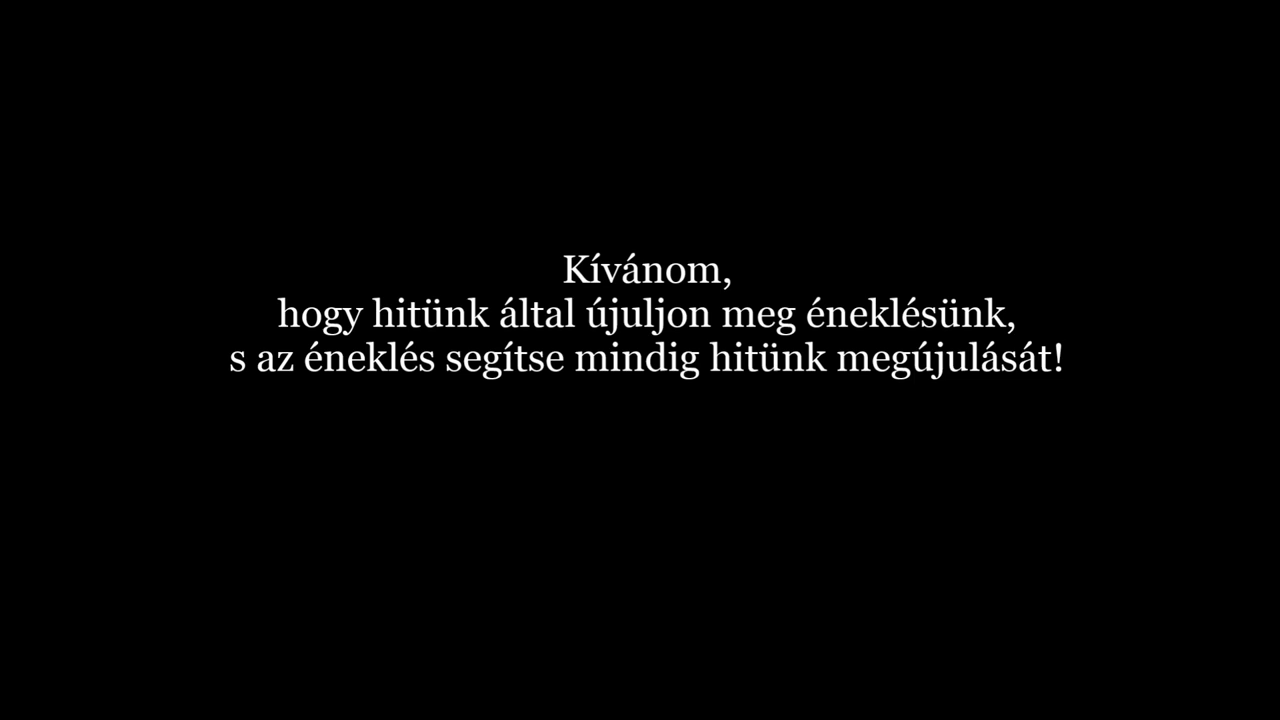 Kívánom,
hogy hitünk által újuljon meg éneklésünk,
s az éneklés segítse mindig hitünk megújulását!